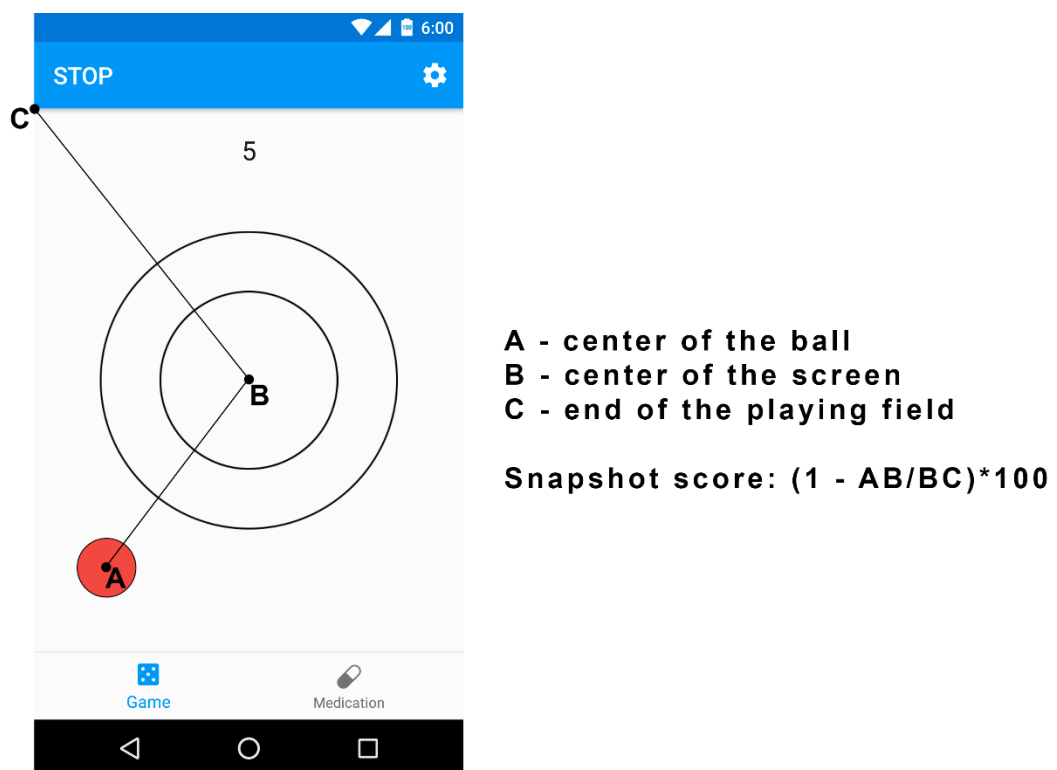 100 6:00
STOP
C
5
B
A
Game
Medication
A - center of the ball
B - center of the screen
C - end of the playing field
Snapshot score: (1 - AB/BC)*100